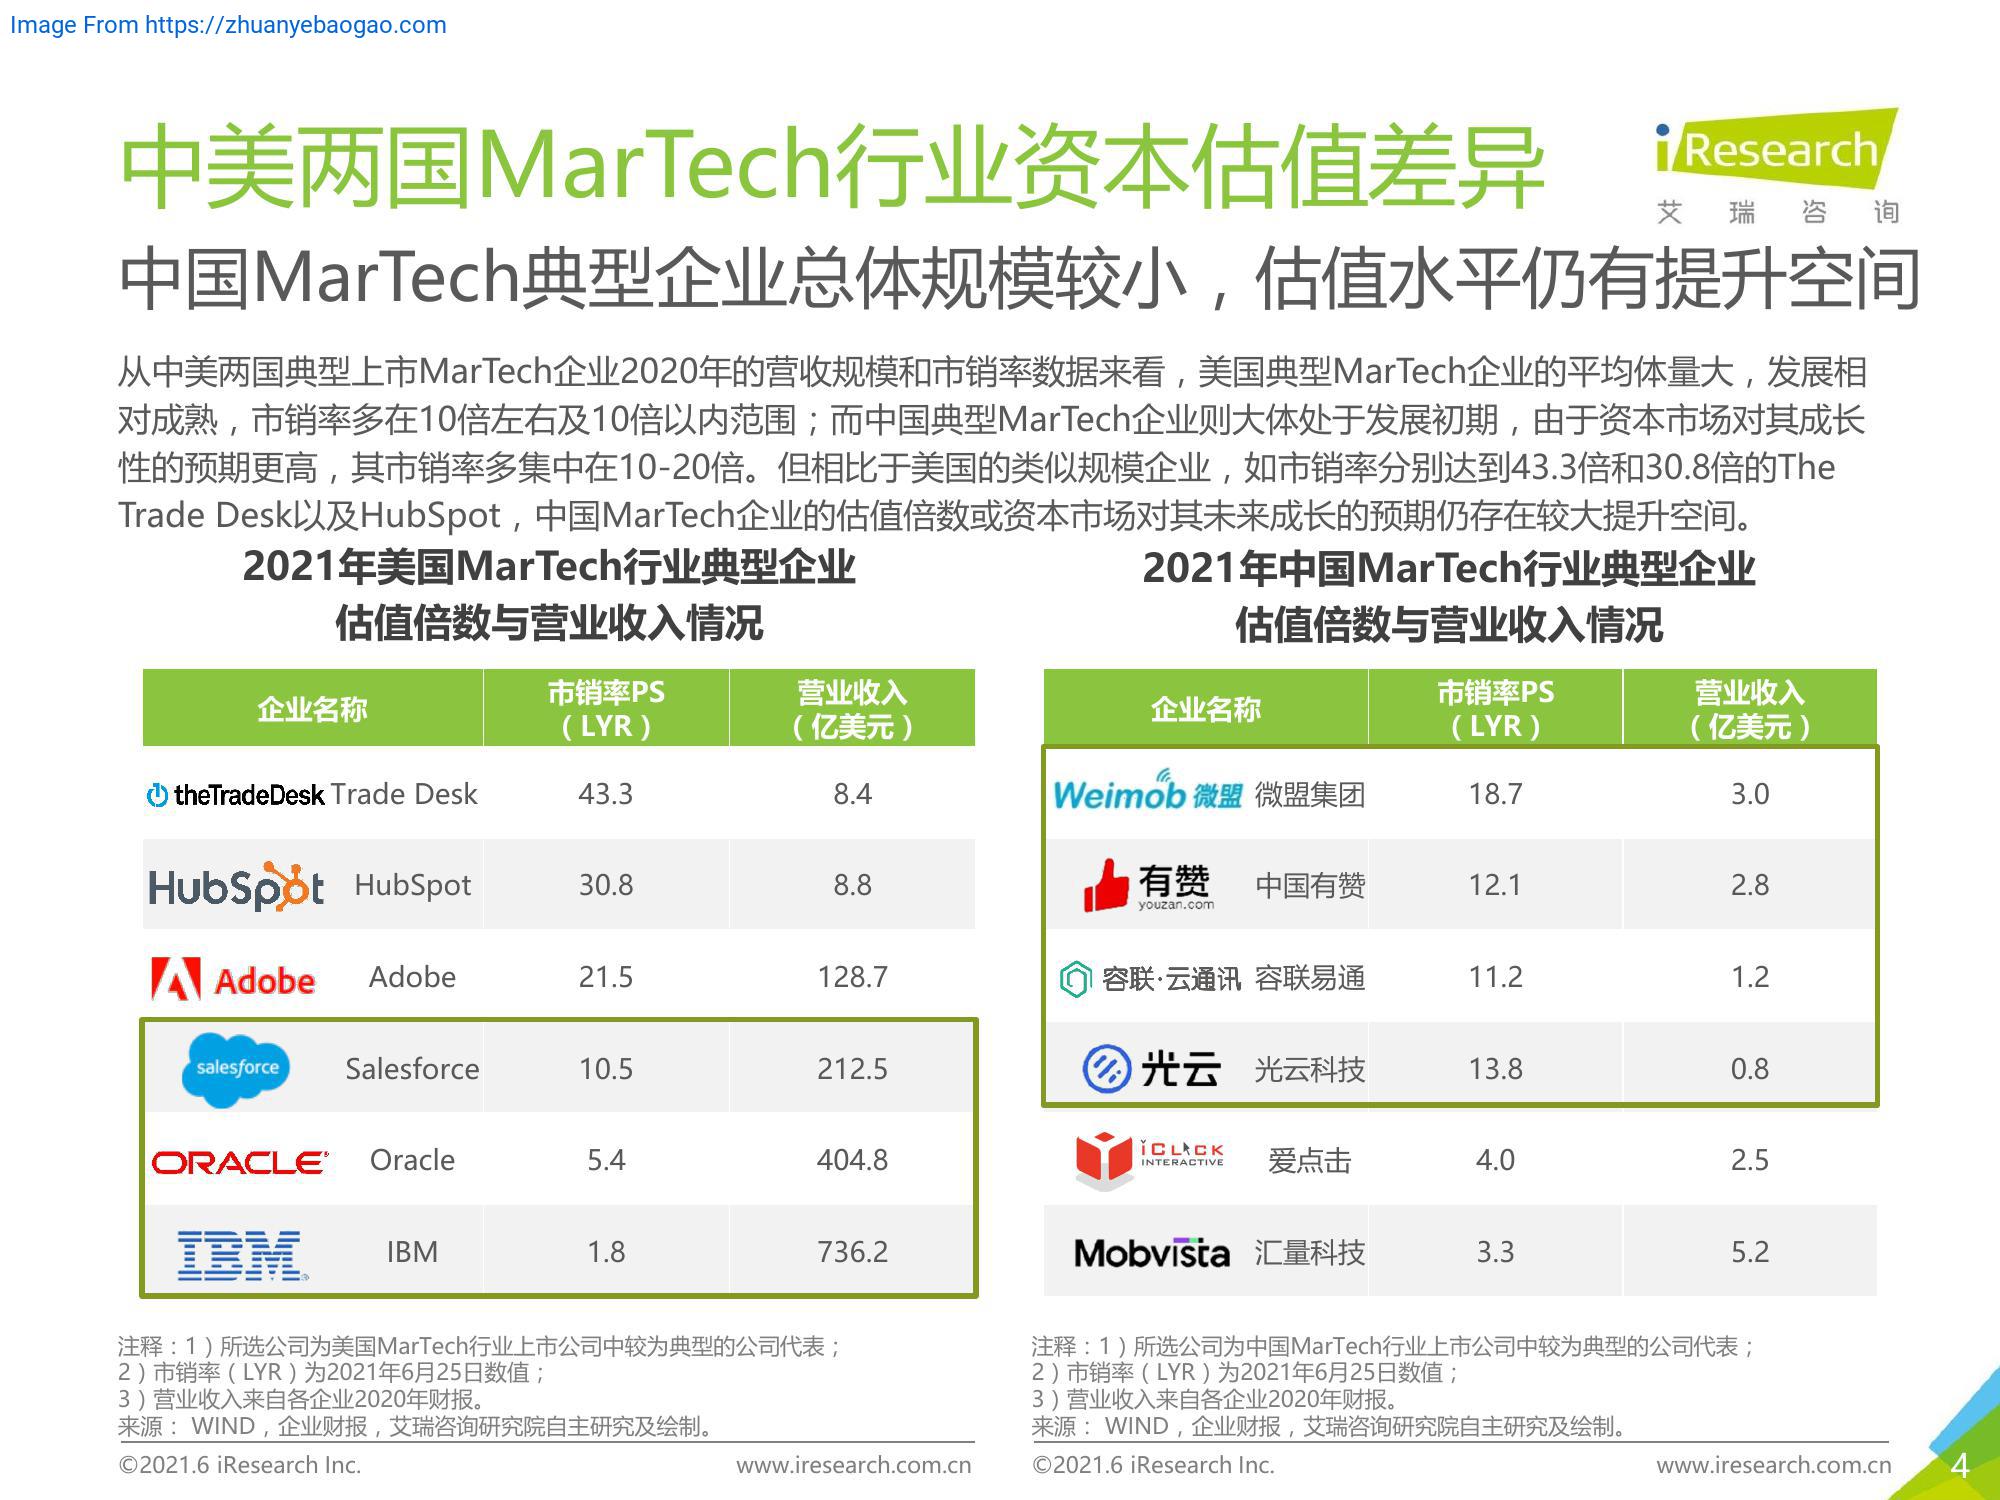 Image From https://zhuanyebaogao.com
中美两国MarTech行业资本估值差异
iResearch
艾瑞咨询
中国MarTech典型企业总体规模较小，估值水平仍有提升空间
从中美两国典型上市MarTech企业2020年的营收规模和市销率数据来看，美国典型MarTech企业的平均体量大，发展相
对成熟，市销率多在10倍左右及10倍以内范围；而中国典型MarTech企业则大体处于发展初期，由于资本市场对其成长
性的预期更高，其市销率多集中在10-20倍。但相比于美国的类似规模企业，如市销率分别达到43.3倍和30.8倍的The
Trade Desk以及HubSpot，中国MarTech企业的估值倍数或资本市场对其未来成长的预期仍存在较大提升空间。
2021年美国MarTech行业典型企业
估值倍数与营业收入情况
企业名称 市销率PS（LYR） 营业收入（亿美元）
theTradeDesk Trade Desk 43.3 8.4
HubSpot HubSpot 30.8 8.8
Adobe Adobe 21.5 128.7
salesforce Salesforce 10.5 212.5
ORACLE Oracle 5.4 404.8
IBM IBM 1.8 736.2
注释：1）所选公司为美国MarTech行业上市公司中较为典型的公司代表；
2）市销率（LYR）为2021年6月25日数值；
3）营业收入来自各企业2020年财报。
来源： WIND，企业财报，艾瑞咨询研究院自主研究及绘制。
©2021.6 iResearch Inc. www.iresearch.com.cn
2021年中国MarTech行业典型企业
估值倍数与营业收入情况
企业名称 市销率PS（LYR） 营业收入（亿美元）
Weimob 微盟 微盟集团 18.7 3.0
有赞 youzan.com 中国有赞 12.1 2.8
容联·云通讯 容联易通 11.2 1.2
光云 光云科技 13.8 0.8
iCLICK INTERACTIVE 爱点击 4.0 2.5
Mobvista 汇量科技 3.3 5.2
注释：1）所选公司为中国MarTech行业上市公司中较为典型的公司代表；
2）市销率（LYR）为2021年6月25日数值；
3）营业收入来自各企业2020年财报。
来源： WIND，企业财报，艾瑞咨询研究院自主研究及绘制。
©2021.6 iResearch Inc. www.iresearch.com.cn
4